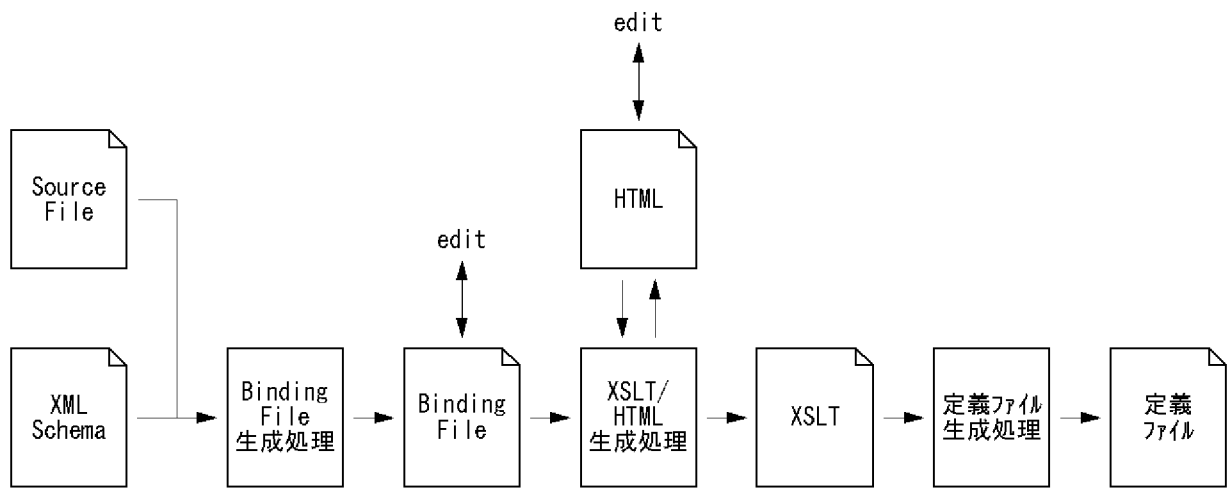 edit
Source
File
HTML
edit
XML
Schema
Binding
File
生成処理
Binding
File
XSLT/
HTML
生成処理
XSLT
定義ファイル
生成処理
定義
ファイル